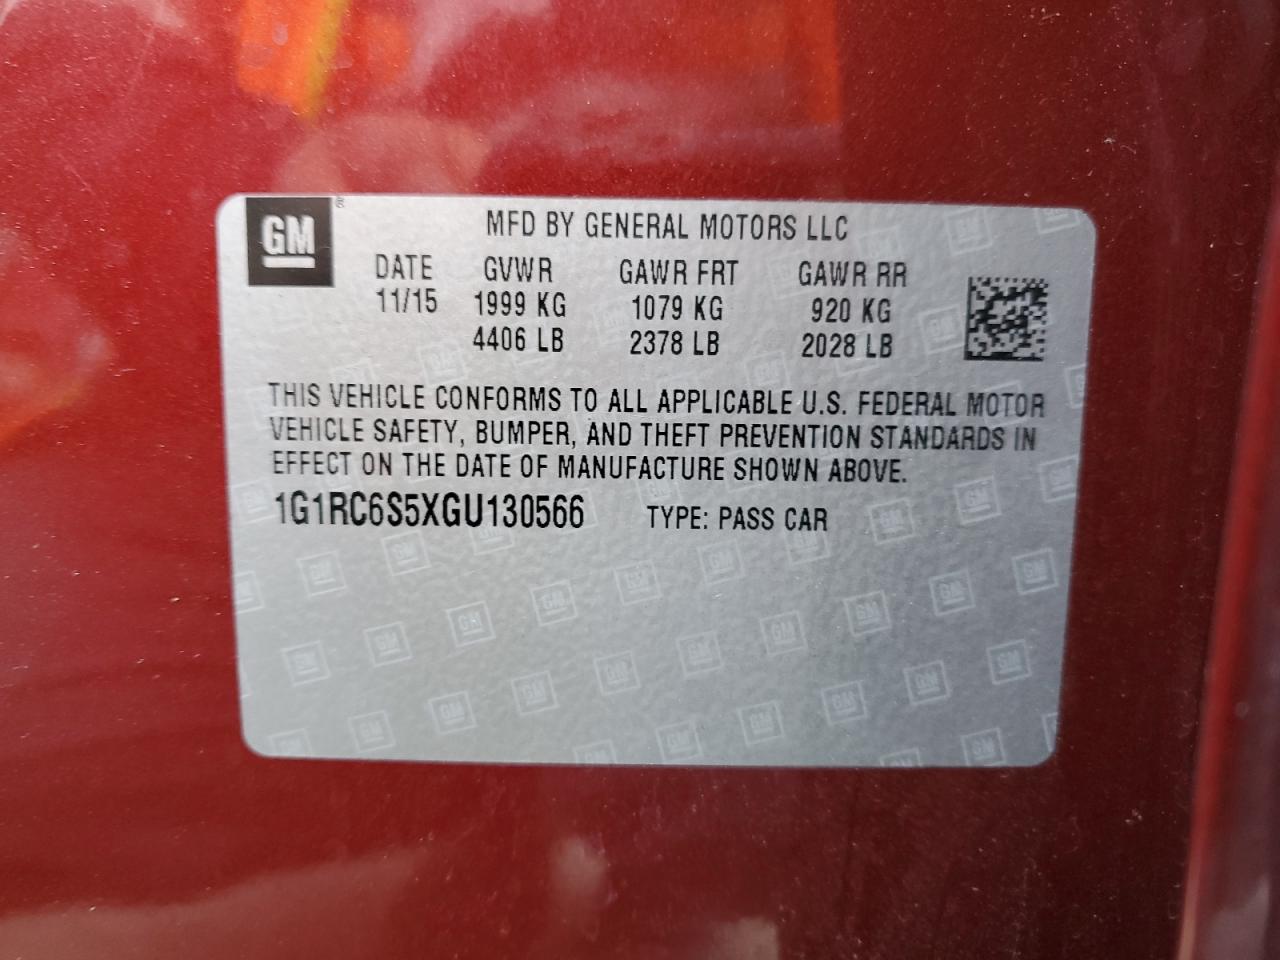 GM ®
MFD BY GENERAL MOTORS LLC
DATE GVWR GAWR FRT GAWR RR
11/15 1999 KG 1079 KG 920 KG
4406 LB 2378 LB 2028 LB
THIS VEHICLE CONFORMS TO ALL APPLICABLE U.S. FEDERAL MOTOR
VEHICLE SAFETY, BUMPER, AND THEFT PREVENTION STANDARDS IN
EFFECT ON THE DATE OF MANUFACTURE SHOWN ABOVE.
1G1RC6S5XGU130566 TYPE: PASS CAR